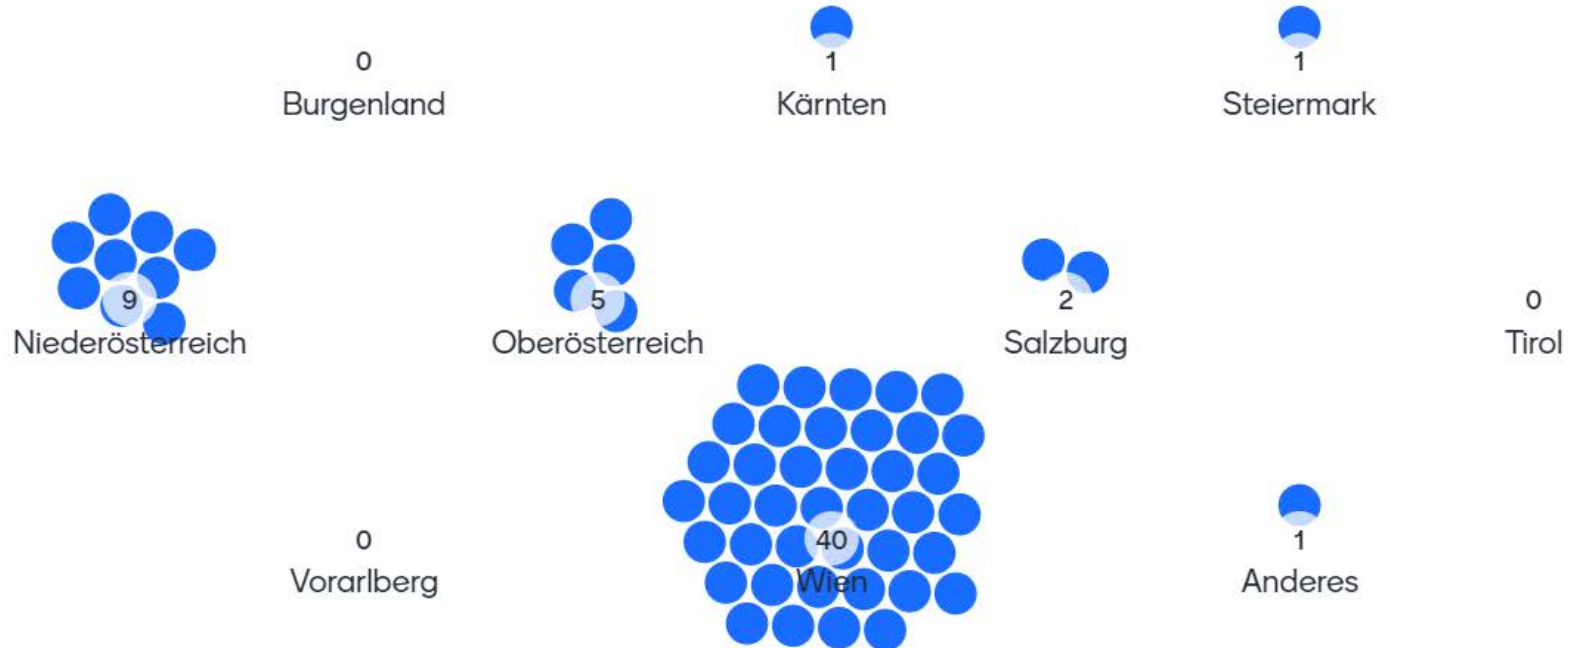 0
Burgenland
1
Kärnten
1
Steiermark
9
Niederösterreich
5
Oberösterreich
2
Salzburg
0
Tirol
0
Vorarlberg
40
Wien
1
Anderes